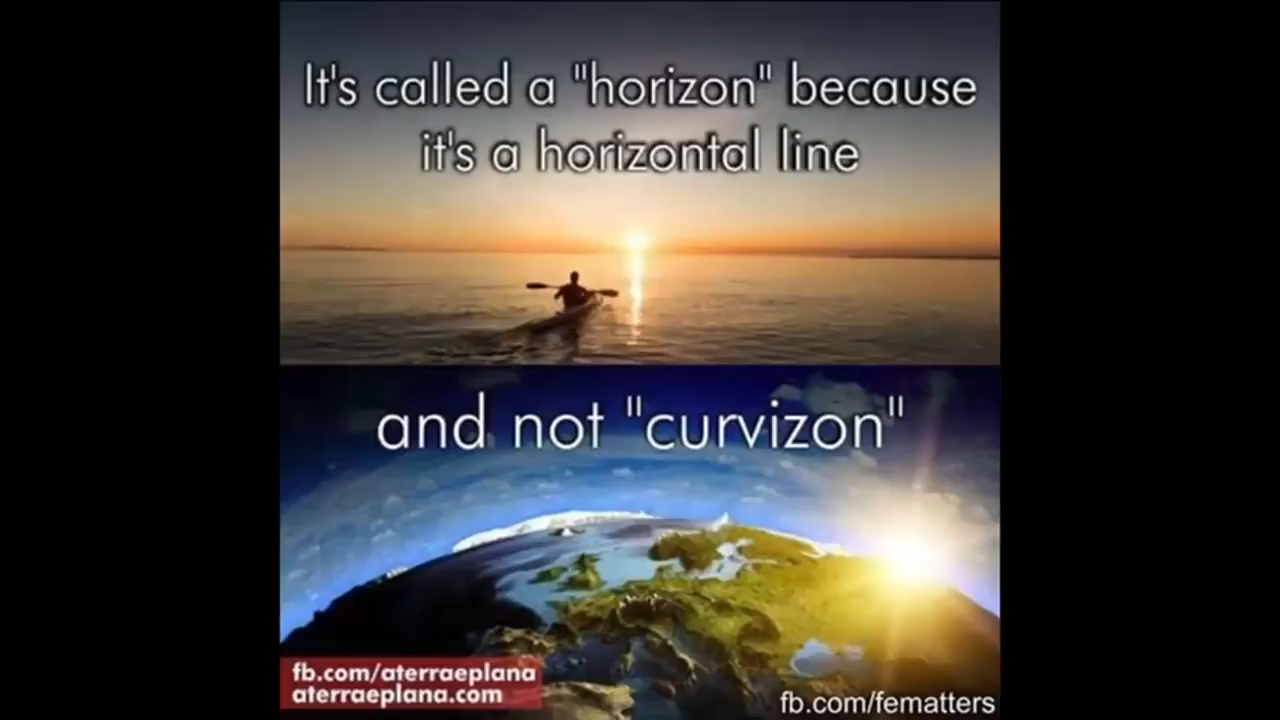 It's called a "horizon" because
it's a horizontal line
and not "curvizon"
fb.com/aterraeplana
aterraeplana.com
fb.com/fematters